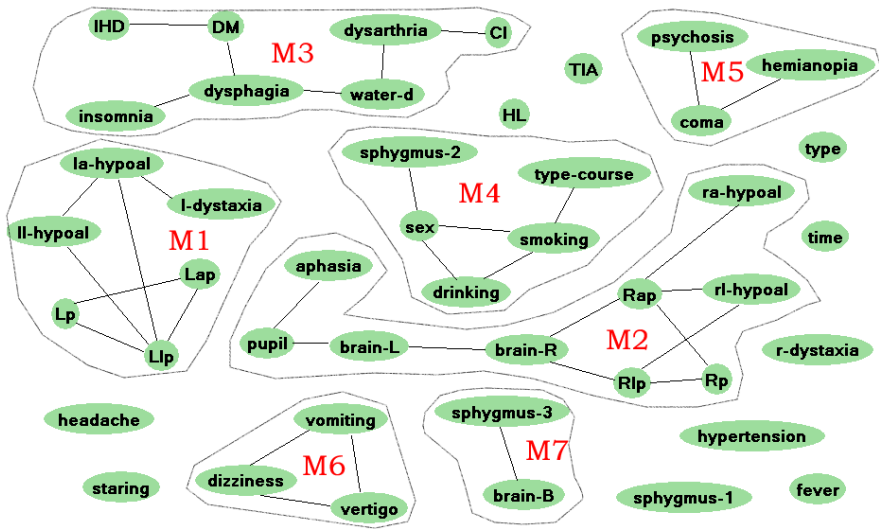 IHD
DM
dysarthria
CI
M3
dysphagia
water-d
insomnia
TIA
HL
psychosis
hemianopia
M5
coma
type
la-hypoal
l-dystaxia
ll-hypoal
M1
Lap
Lp
Llp
sphygmus-2
type-course
M4
sex
smoking
drinking
ra-hypoal
time
aphasia
Rap
rl-hypoal
pupil
brain-L
brain-R
M2
Rlp
Rp
r-dystaxia
headache
vomiting
sphygmus-3
hypertension
M6
M7
staring
dizziness
vertigo
brain-B
sphygmus-1
fever